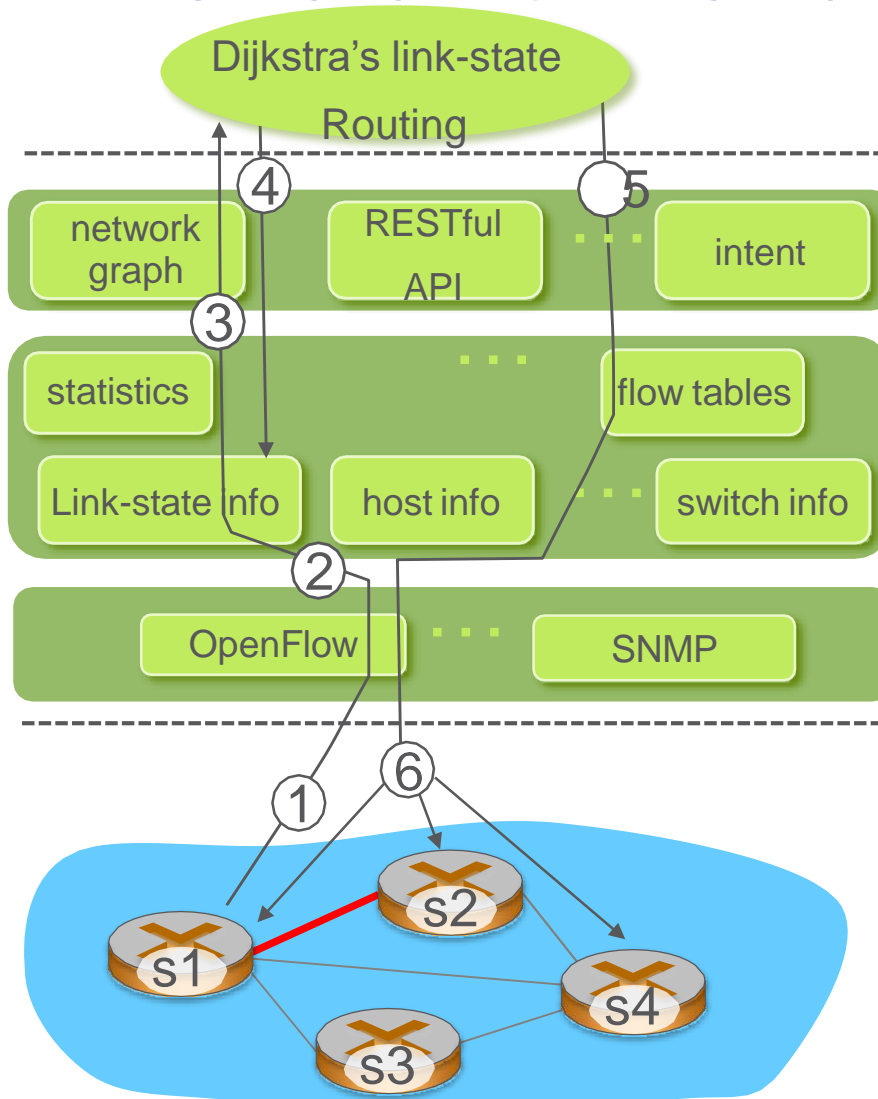 Dijkstra's link-state
Routing
4
5
network
graph
RESTful
API
. . .
intent
3
statistics
. . .
flow tables
Link-state info
host info
. . .
switch info
2
OpenFlow
. . .
SNMP
1
6
s2
s1
s4
s3